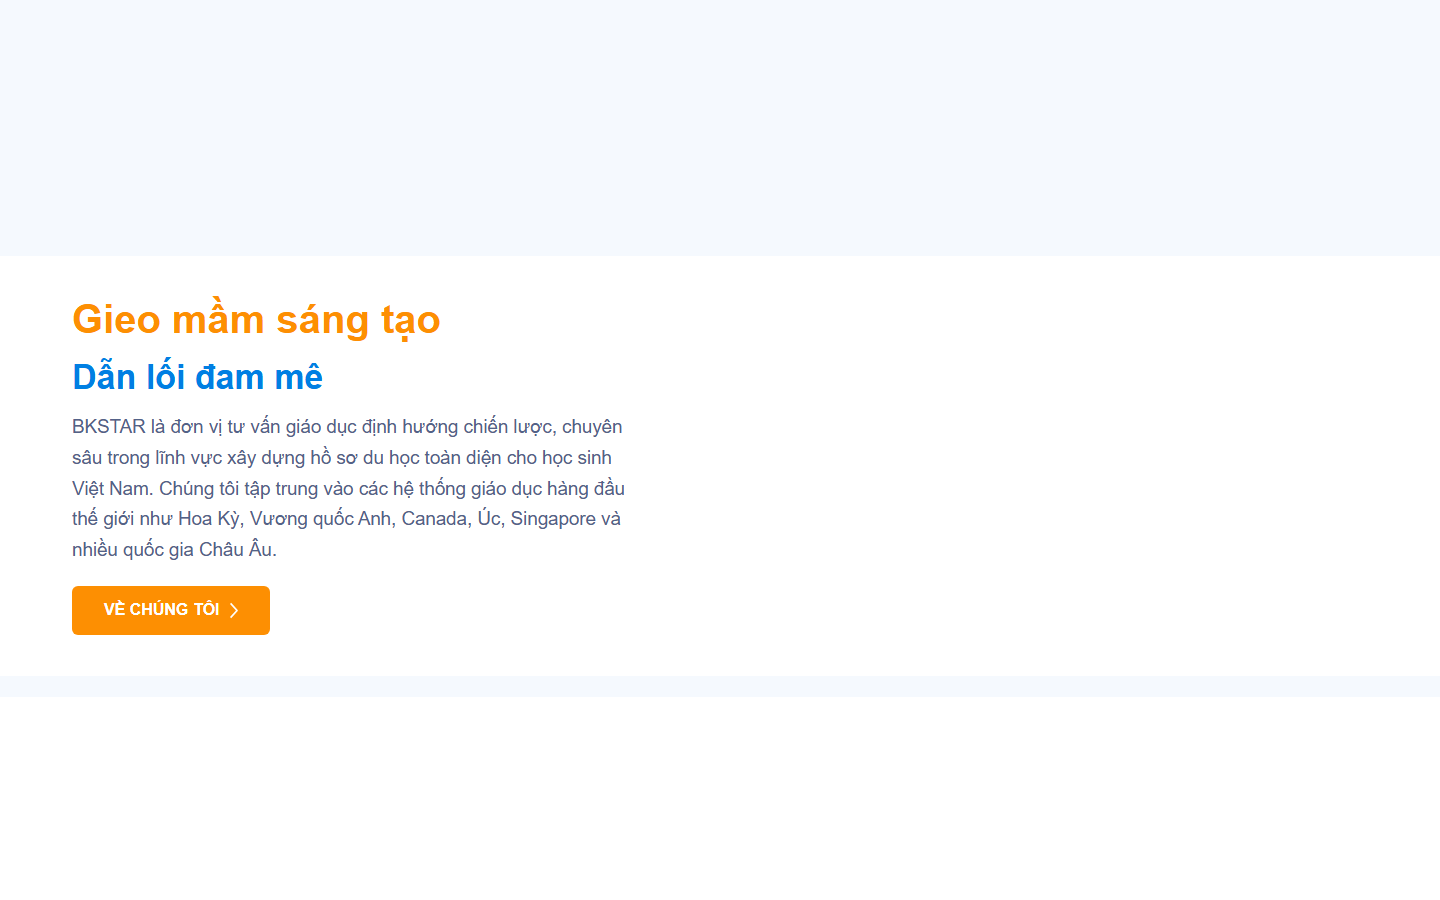 Gieo mầm sáng tạo
Dẫn lối đam mê
BKSTAR là đơn vị tư vấn giáo dục định hướng chiến lược, chuyên
sâu trong lĩnh vực xây dựng hồ sơ du học toàn diện cho học sinh
Việt Nam. Chúng tôi tập trung vào các hệ thống giáo dục hàng đầu
thế giới như Hoa Kỳ, Vương quốc Anh, Canada, Úc, Singapore và
nhiều quốc gia Châu Âu.
VỀ CHÚNG TÔI